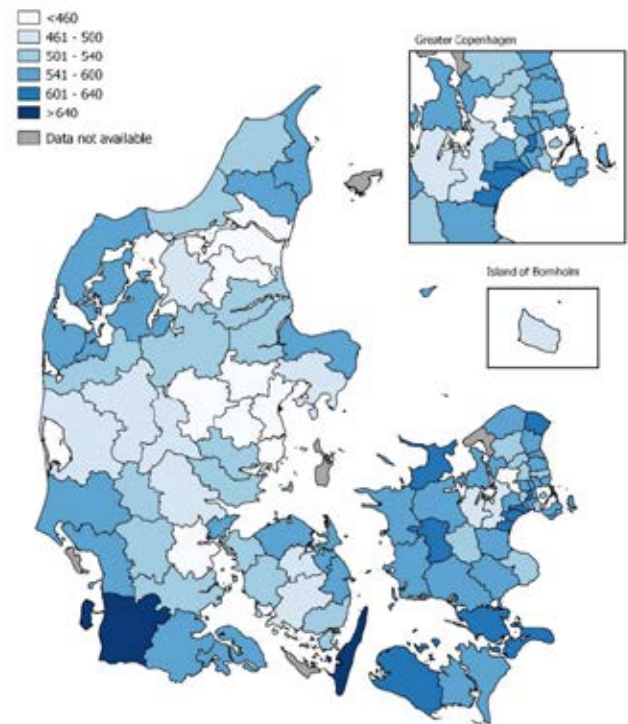 <460
461 - 500
501 - 540
541 - 600
601 - 640
>640
Data not available
Greater Copenhagen
Island of Bornholm